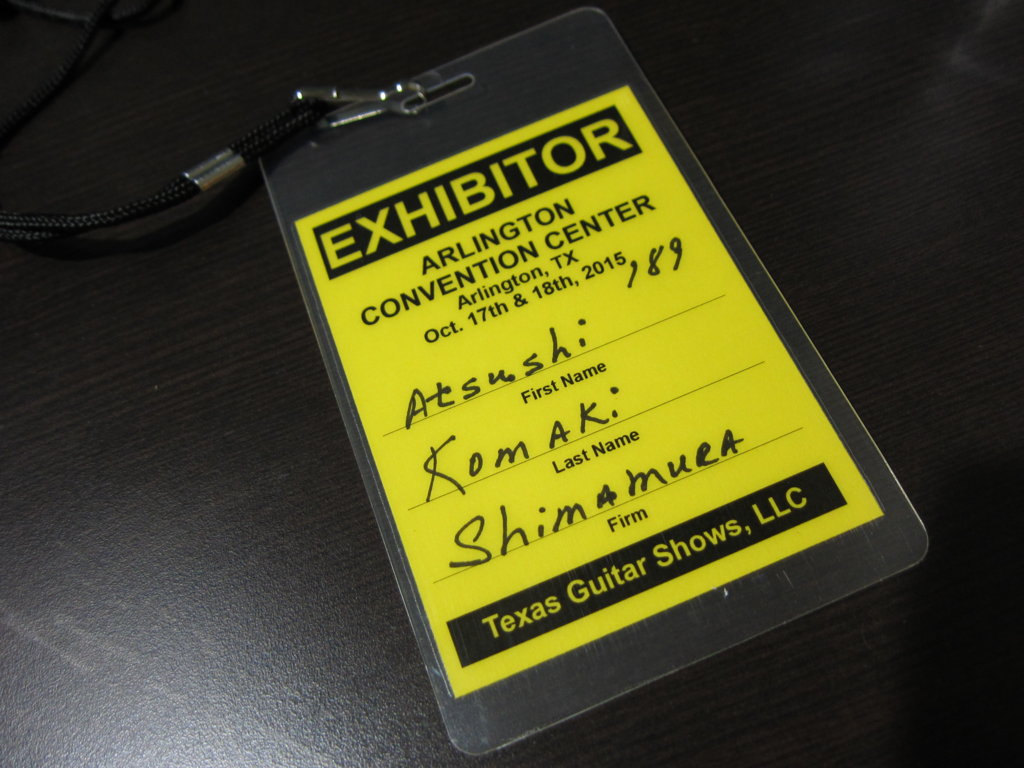 EXHIBITOR
ARLINGTON
CONVENTION CENTER
Arlington, TX
Oct. 17th & 18th, 2015
189
Atsushi
First Name
Komaki
Last Name
Shimamura
Firm
Texas Guitar Shows, LLC